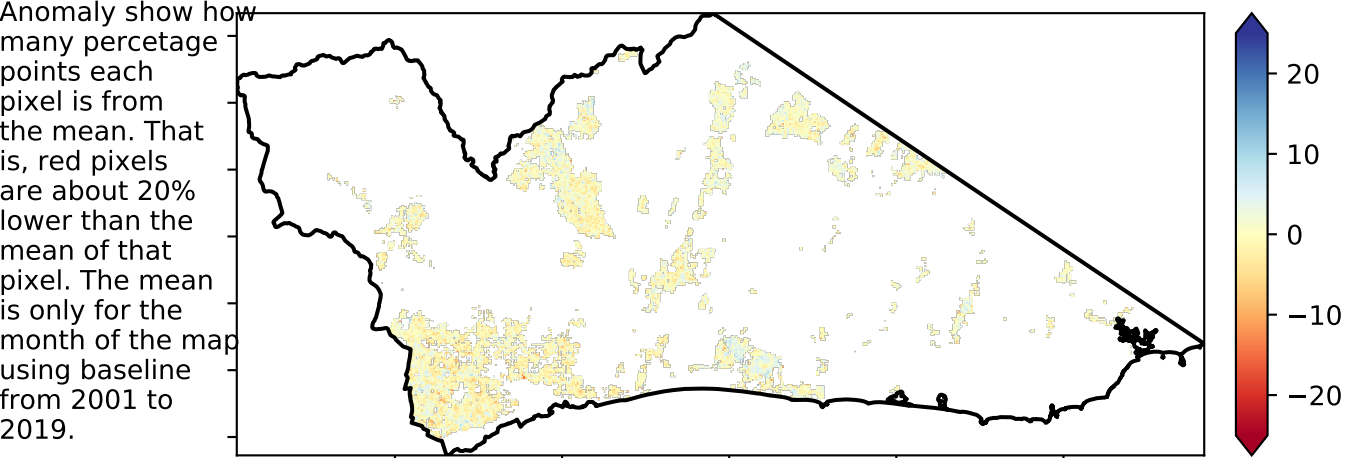 Anomaly show how
many percetage
points each
pixel is from
the mean. That
is, red pixels
are about 20%
lower than the
mean of that
pixel. The mean
is only for the
month of the map
using baseline
from 2001 to
2019.
20
10
0
−10
−20